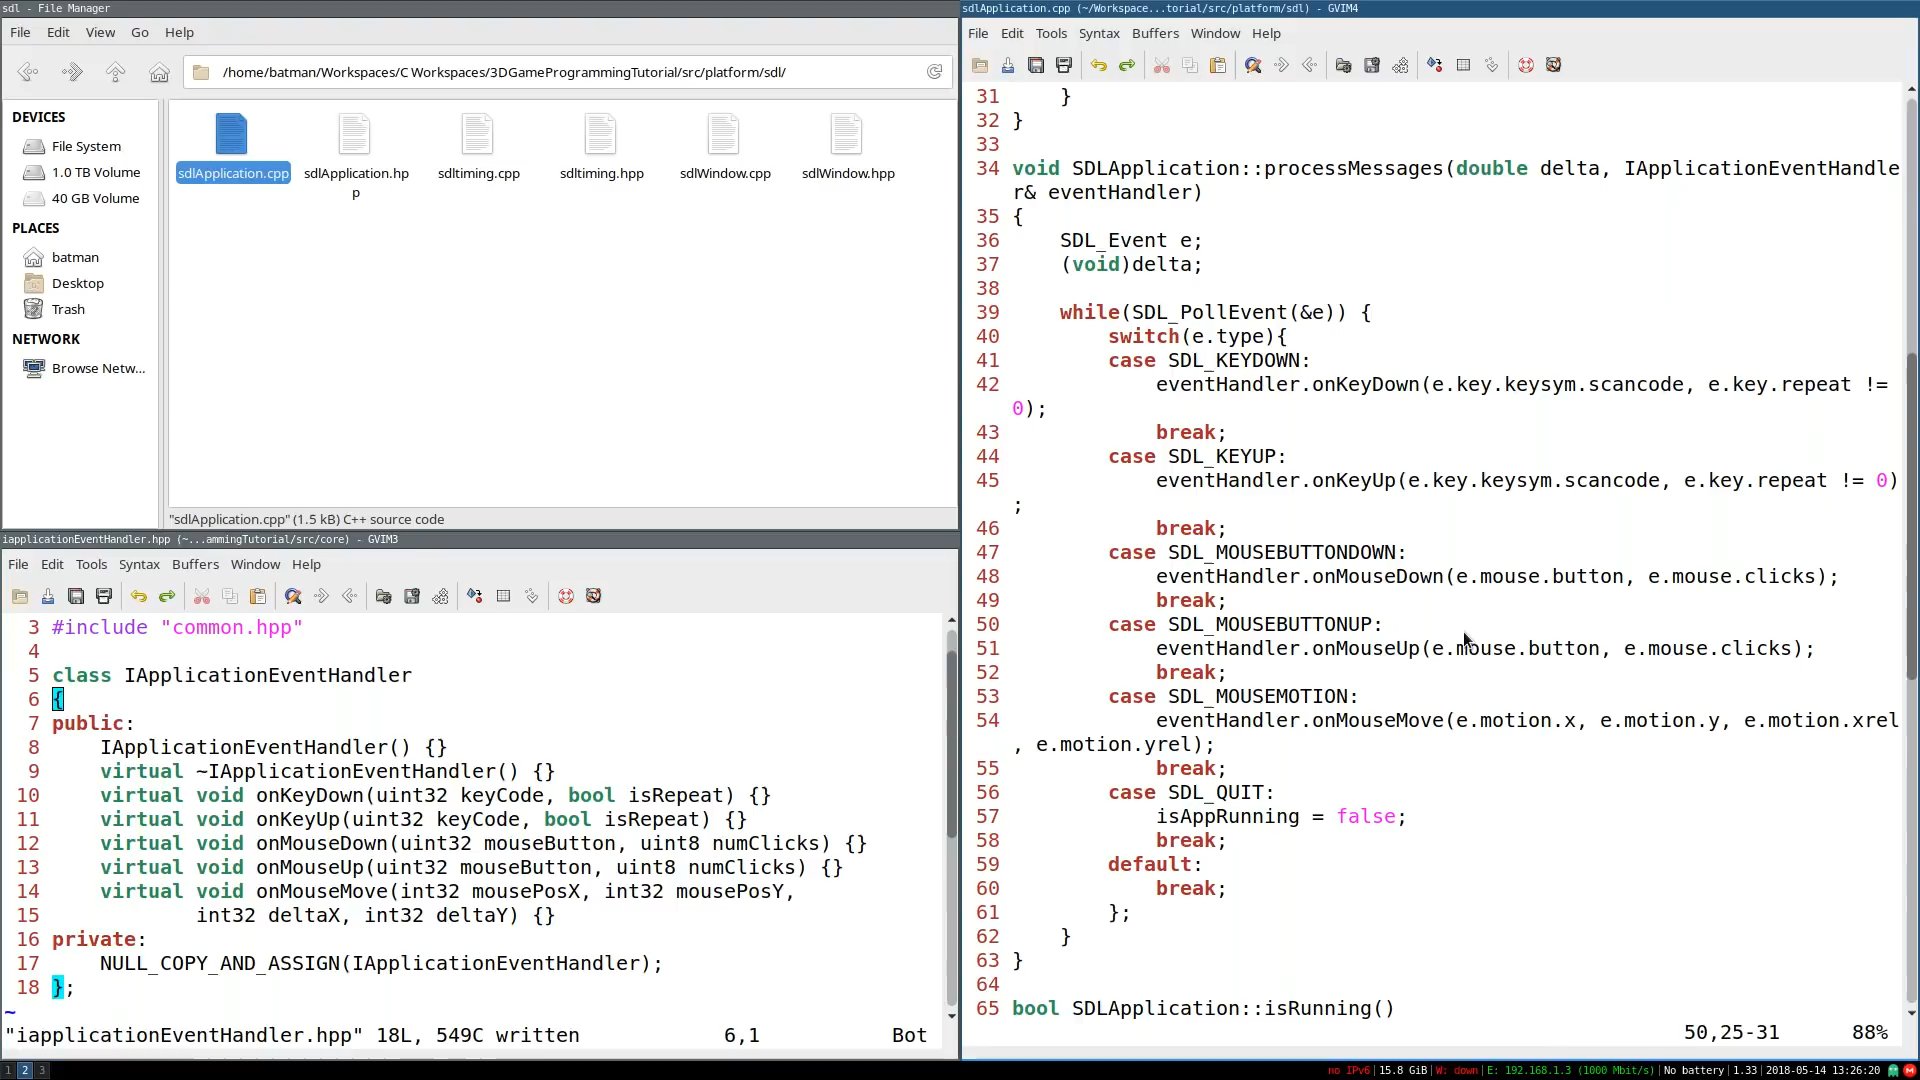 sdl - File Manager
File Edit View Go Help
/home/batman/Workspaces/C Workspaces/3DGameProgrammingTutorial/src/platform/sdl/
DEVICES
File System
1.0 TB Volume
40 GB Volume
PLACES
batman
Desktop
Trash
NETWORK
Browse Netw...
sdlApplication.cpp
sdlApplication.hp
p
sdltiming.cpp
sdltiming.hpp
sdlWindow.cpp
sdlWindow.hpp
"sdlApplication.cpp" (1.5 kB) C++ source code
iapplicationEventHandler.hpp (~...ammingTutorial/src/core) - GVIM3
File Edit Tools Syntax Buffers Window Help
3 #include "common.hpp"
4
5 class IApplicationEventHandler
6 {
7 public:
8     IApplicationEventHandler() {}
9     virtual ~IApplicationEventHandler() {}
10     virtual void onKeyDown(uint32 keyCode, bool isRepeat) {}
11     virtual void onKeyUp(uint32 keyCode, bool isRepeat) {}
12     virtual void onMouseDown(uint32 mouseButton, uint8 numClicks) {}
13     virtual void onMouseUp(uint32 mouseButton, uint8 numClicks) {}
14     virtual void onMouseMove(int32 mousePosX, int32 mousePosY,
15             int32 deltaX, int32 deltaY) {}
16 private:
17     NULL_COPY_AND_ASSIGN(IApplicationEventHandler);
18 };
~
"iapplicationEventHandler.hpp" 18L, 549C written 6,1 Bot
sdlApplication.cpp (~/Workspace...torial/src/platform/sdl) - GVIM4
File Edit Tools Syntax Buffers Window Help
31     }
32 }
33
34 void SDLApplication::processMessages(double delta, IApplicationEventHandle
r& eventHandler)
35 {
36     SDL_Event e;
37     (void)delta;
38
39     while(SDL_PollEvent(&e)) {
40         switch(e.type){
41         case SDL_KEYDOWN:
42             eventHandler.onKeyDown(e.key.keysym.scancode, e.key.repeat !=
0);
43             break;
44         case SDL_KEYUP:
45             eventHandler.onKeyUp(e.key.keysym.scancode, e.key.repeat != 0)
;
46             break;
47         case SDL_MOUSEBUTTONDOWN:
48             eventHandler.onMouseDown(e.mouse.button, e.mouse.clicks);
49             break;
50         case SDL_MOUSEBUTTONUP:
51             eventHandler.onMouseUp(e.mouse.button, e.mouse.clicks);
52             break;
53         case SDL_MOUSEMOTION:
54             eventHandler.onMouseMove(e.motion.x, e.motion.y, e.motion.xrel
, e.motion.yrel);
55             break;
56         case SDL_QUIT:
57             isAppRunning = false;
58             break;
59         default:
60             break;
61         };
62     }
63 }
64
65 bool SDLApplication::isRunning()
50,25-31 88%
1 2 3
no IPv6|15.8 GiB|W: down|E: 192.168.1.3 (1000 Mbit/s)|No battery|1.33|2018-05-14 13:26:20